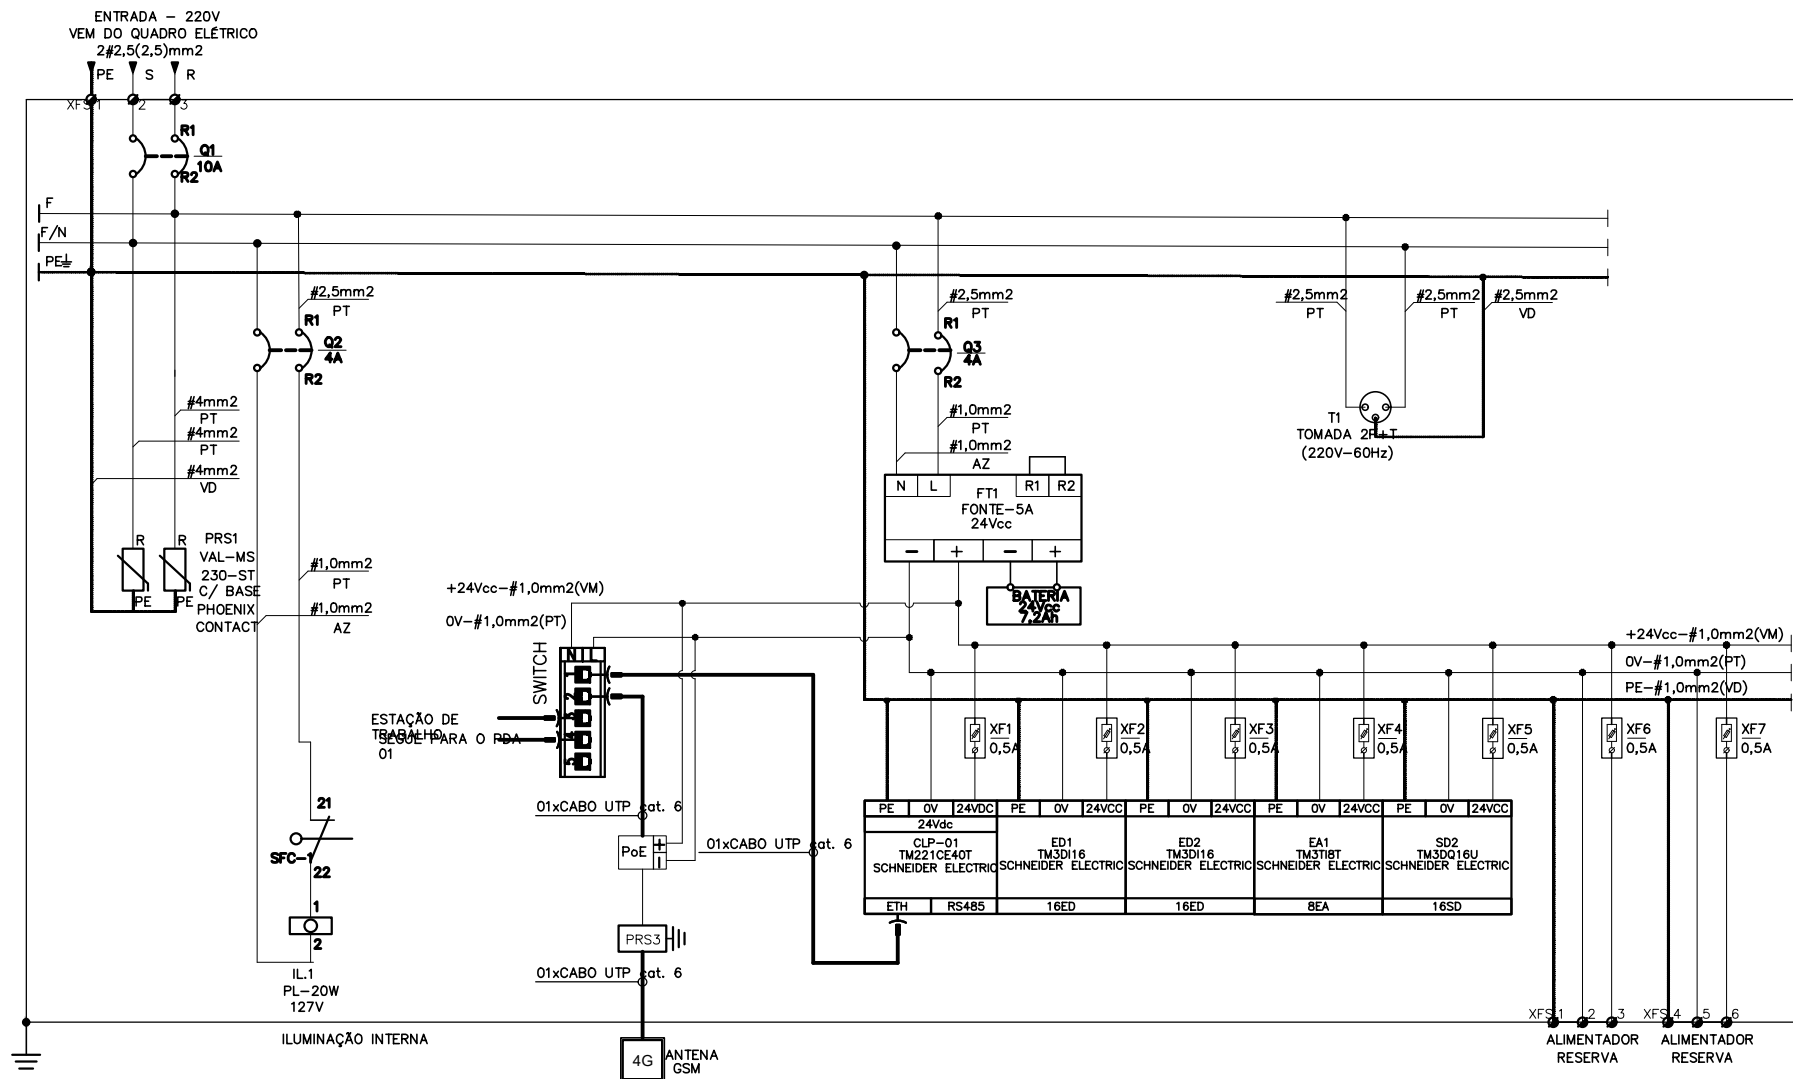 ENTRADA – 220V
VEM DO QUADRO ELÉTRICO
2#2,5(2,5)mm2
PE
S
R
XFS.1
2
3
R1
Q1
10A
R2
F
F/N
PE
#2,5mm2
PT
R1
Q2
4A
R2
#2,5mm2
PT
R1
Q3
4A
R2
#2,5mm2
PT
#2,5mm2
PT
#2,5mm2
VD
#4mm2
PT
#4mm2
PT
#4mm2
VD
#1,0mm2
PT
#1,0mm2
AZ
T1
TOMADA 2P+T
(220V–60Hz)
N
L
R1
R2
FT1
FONTE–5A
24Vcc
–
+
–
+
R
R
PE
PE
PRS1
VAL–MS
230–ST
C/ BASE
PHOENIX
CONTACT
#1,0mm2
PT
#1,0mm2
AZ
+24Vcc–#1,0mm2(VM)
0V–#1,0mm2(PT)
BATERIA
24Vcc
7.2Ah
+24Vcc–#1,0mm2(VM)
0V–#1,0mm2(PT)
PE–#1,0mm2(VD)
SWITCH
N
L
1
2
3
4
5
ESTAÇÃO DE
TRABALHO
SEGUE PARA O PDA
01
XF1
0,5A
XF2
0,5A
XF3
0,5A
XF4
0,5A
XF5
0,5A
XF6
0,5A
XF7
0,5A
21
SFC–1
22
1
2
IL.1
PL–20W
127V
ILUMINAÇÃO INTERNA
01xCABO UTP cat. 6
PoE
+
–
01xCABO UTP cat. 6
PRS3
01xCABO UTP cat. 6
4G
ANTENA
GSM
PE
0V
24VDC
PE
0V
24VCC
PE
0V
24VCC
PE
0V
24VCC
PE
0V
24VCC
24Vdc
CLP–01
TM221CE40T
SCHNEIDER ELECTRIC
ED1
TM3DI16
SCHNEIDER ELECTRIC
ED2
TM3DI16
SCHNEIDER ELECTRIC
EA1
TM3TI8T
SCHNEIDER ELECTRIC
SD2
TM3DQ16U
SCHNEIDER ELECTRIC
ETH
RS485
16ED
16ED
8EA
16SD
XFS.1
2
3
XFS.4
5
6
ALIMENTADOR
RESERVA
ALIMENTADOR
RESERVA